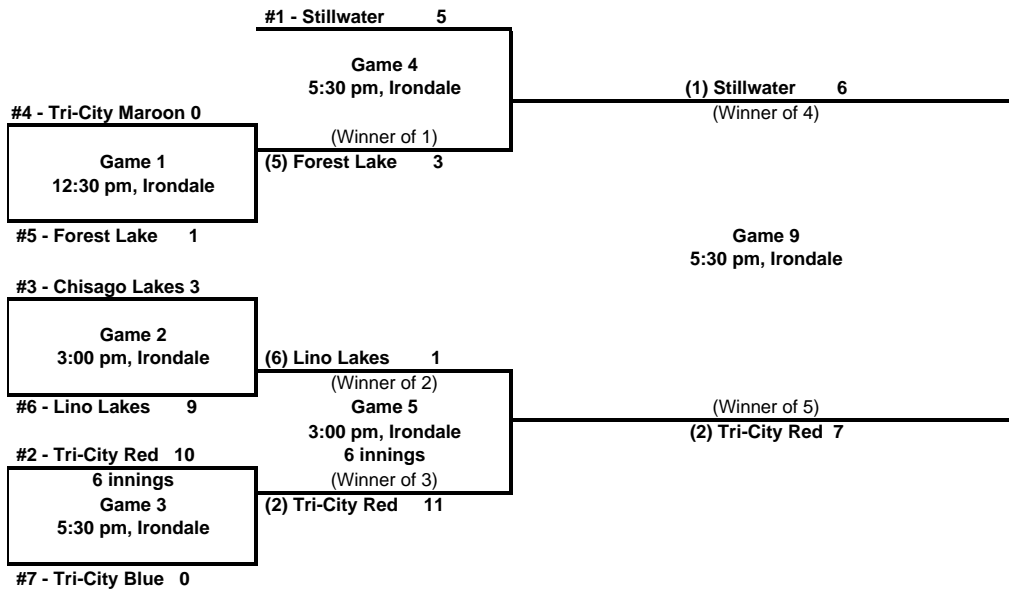 #1 - Stillwater 5
Game 4
5:30 pm, Irondale
(Winner of 1)
(5) Forest Lake 3
#4 - Tri-City Maroon 0
Game 1
12:30 pm, Irondale
#5 - Forest Lake 1
(1) Stillwater 6
(Winner of 4)
Game 9
5:30 pm, Irondale
#3 - Chisago Lakes 3
Game 2
3:00 pm, Irondale
#6 - Lino Lakes 9
(6) Lino Lakes 1
(Winner of 2)
Game 5
3:00 pm, Irondale
6 innings
(Winner of 3)
(2) Tri-City Red 11
(Winner of 5)
(2) Tri-City Red 7
#2 - Tri-City Red 10
6 innings
Game 3
5:30 pm, Irondale
#7 - Tri-City Blue 0